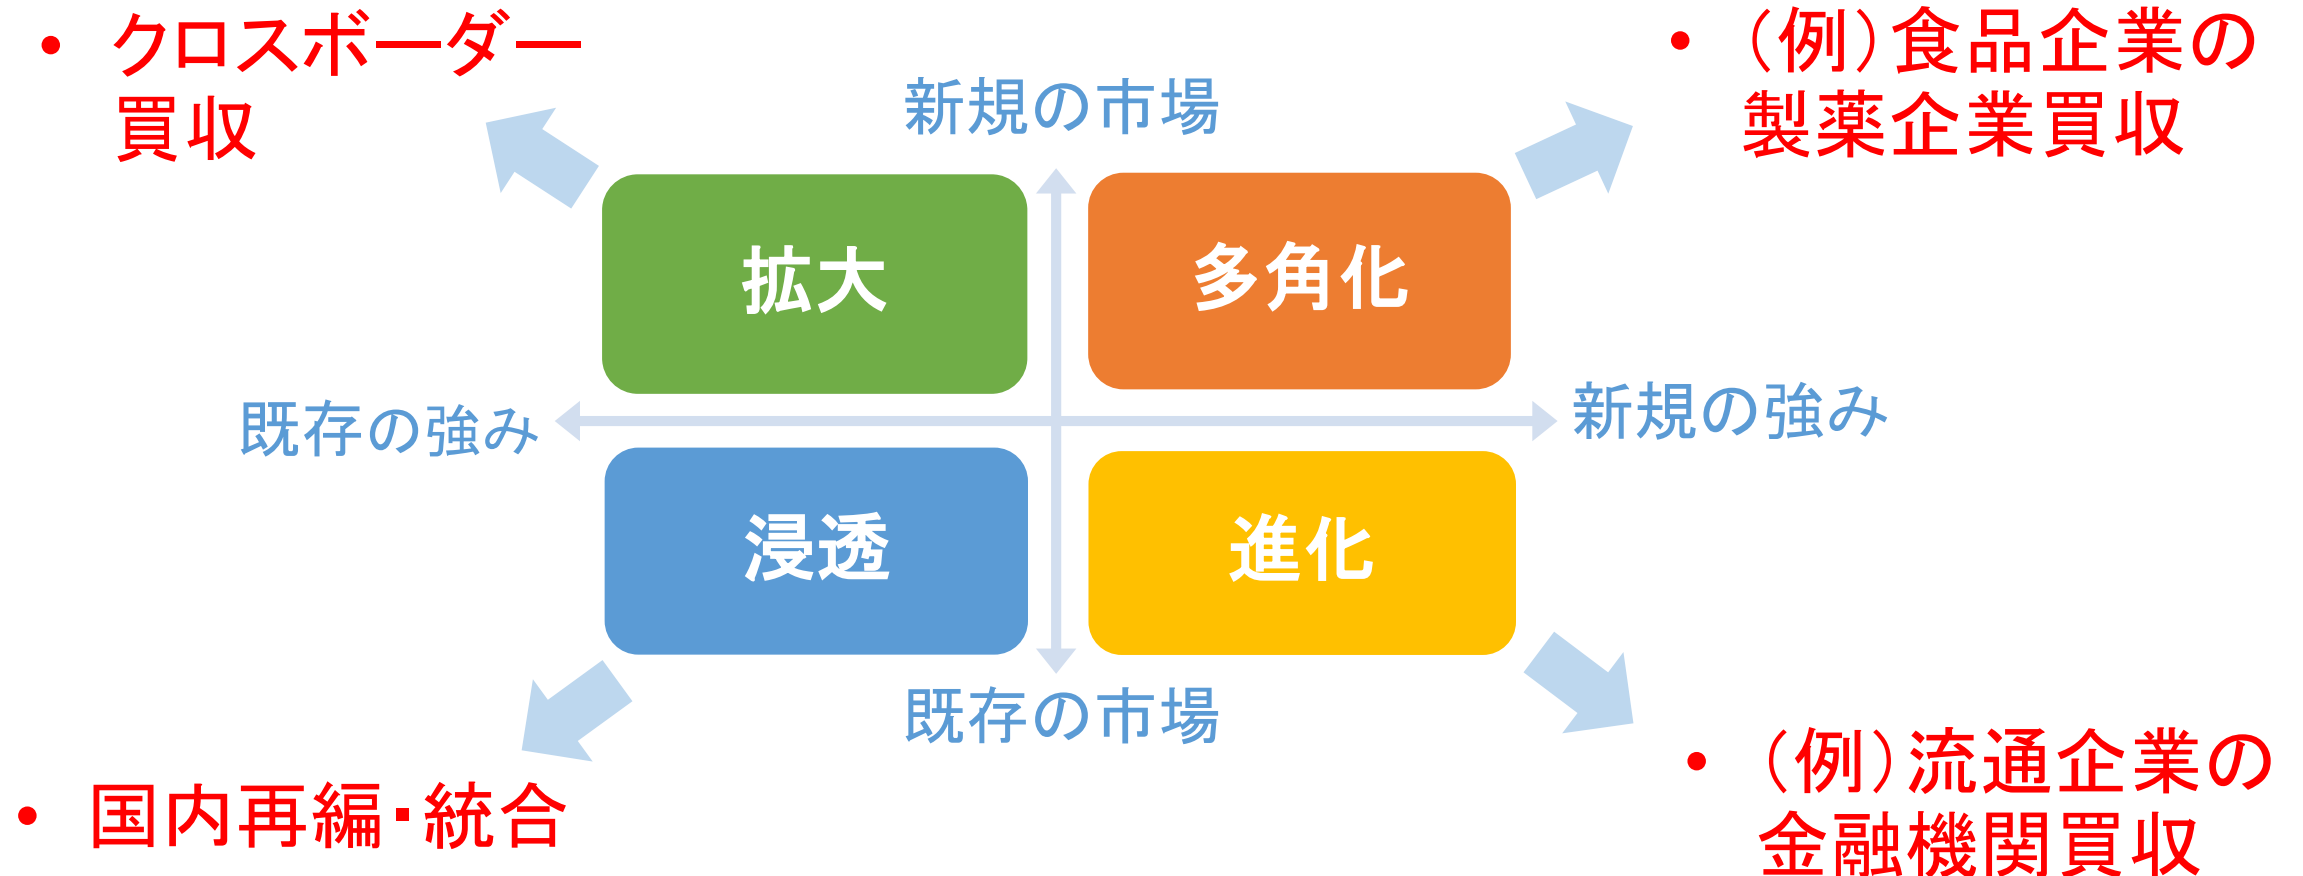 • クロスボーダー
買収
新規の市場
• （例）食品企業の
製薬企業買収
拡大
多角化
既存の強み
新規の強み
浸透
進化
既存の市場
• 国内再編・統合
• （例）流通企業の
金融機関買収